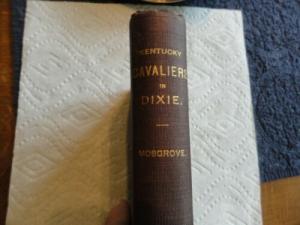 KENTUCKY
CAVALIERS
IN
DIXIE.
MOSGROVE.